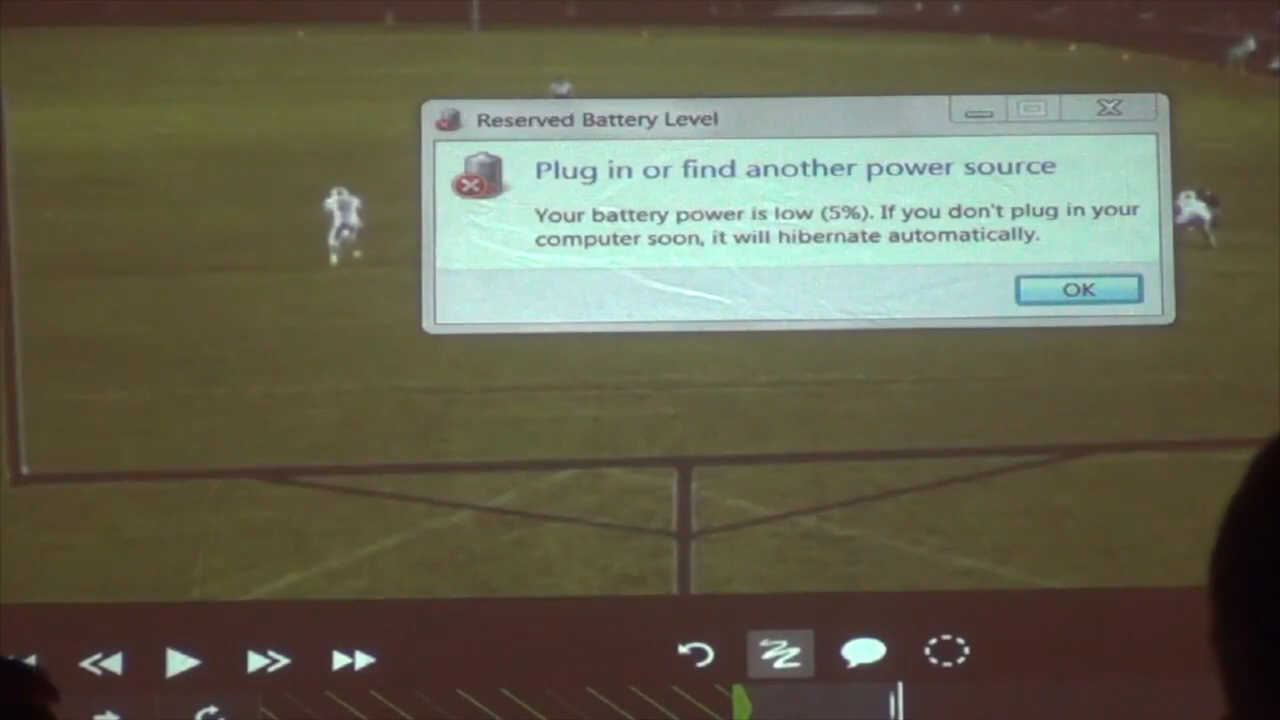 Reserved Battery Level
Plug in or find another power source
Your battery power is low (5%). If you don't plug in your
computer soon, it will hibernate automatically.
OK